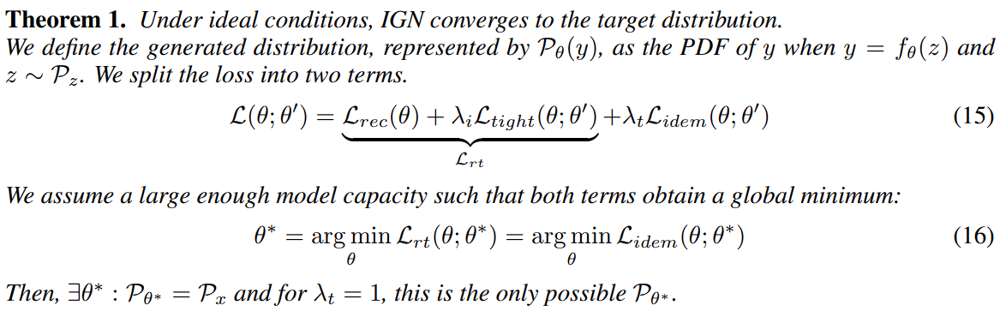 Theorem 1. Under ideal conditions, IGN converges to the target distribution.
We define the generated distribution, represented by $\mathcal{P}_{\theta}(y)$, as the PDF of $y$ when $y = f_{\theta}(z)$ and
$z \sim \mathcal{P}_z$. We split the loss into two terms.
$\mathcal{L}(\theta; \theta') = \underbrace{\mathcal{L}_{rec}(\theta) + \lambda_i \mathcal{L}_{tight}(\theta; \theta')}_{\mathcal{L}_{rt}} + \lambda_t \mathcal{L}_{idem}(\theta; \theta')$ (15)
We assume a large enough model capacity such that both terms obtain a global minimum:
$\theta^* = \underset{\theta}{\arg\min} \mathcal{L}_{rt}(\theta; \theta^*) = \underset{\theta}{\arg\min} \mathcal{L}_{idem}(\theta; \theta^*)$ (16)
Then, $\exists \theta^* : \mathcal{P}_{\theta^*} = \mathcal{P}_x$ and for $\lambda_t = 1$, this is the only possible $\mathcal{P}_{\theta^*}$.